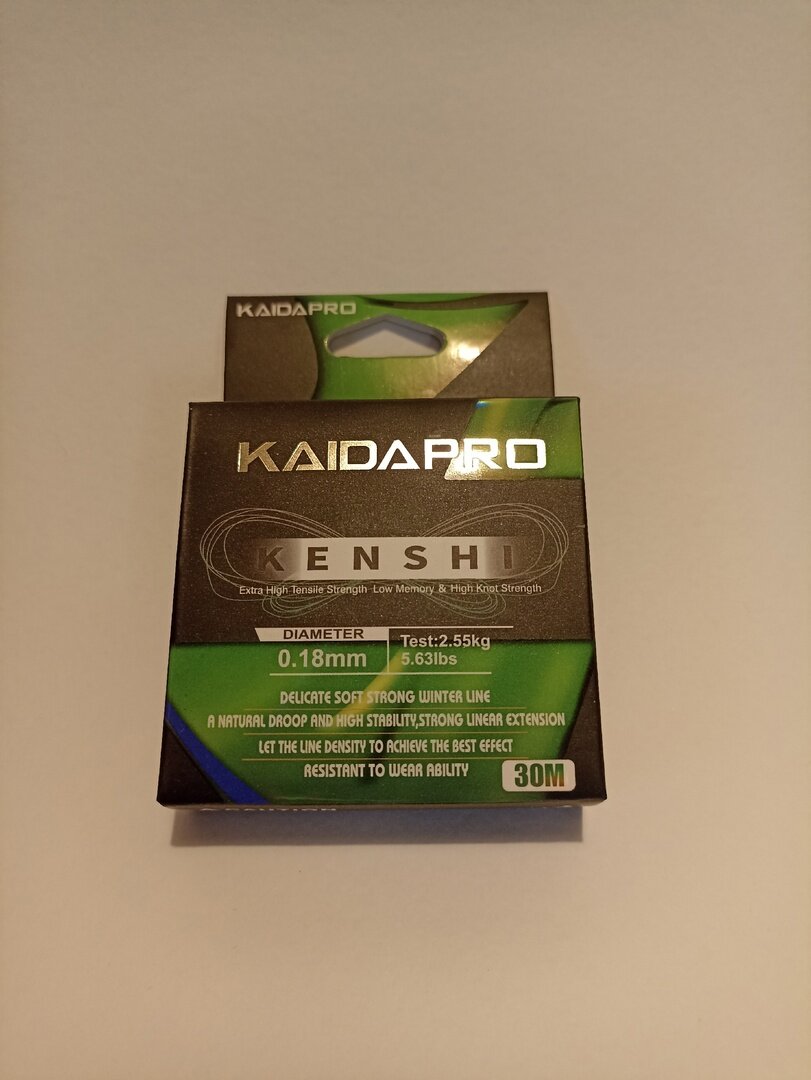 KAIDAPRO
KAIDAPRO
KENSHI
Extra High Tensile Strength Low Memory & High Knot Strength
DIAMETER
0.18mm
Test:2.55kg
5.63lbs
DELICATE SOFT STRONG WINTER LINE
A NATURAL DROOP AND HIGH STABILITY,STRONG LINEAR EXTENSION
LET THE LINE DENSITY TO ACHIEVE THE BEST EFFECT
RESISTANT TO WEAR ABILITY
30M